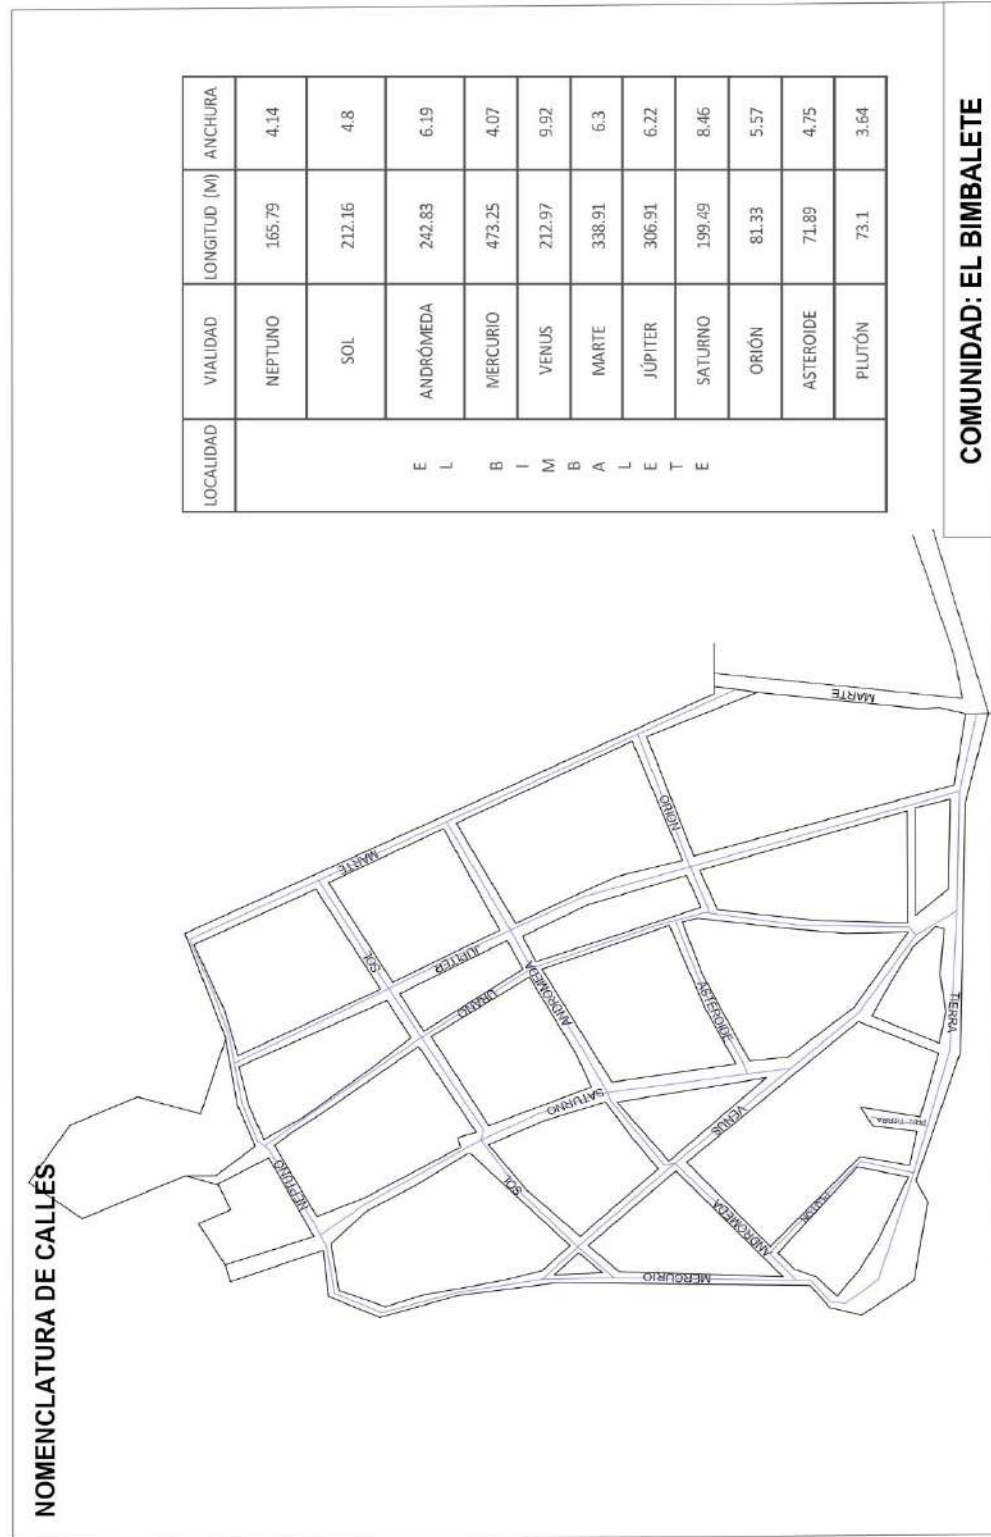 NOMENCLATURA DE CALLES
LOCALIDAD VIALIDAD LONGITUD (M) ANCHURA
EL BIMBALETE
NEPTUNO 165.79 4.14
SOL 212.16 4.8
ANDRÓMEDA 242.83 6.19
MERCURIO 473.25 4.07
VENUS 212.97 9.92
MARTE 338.91 6.3
JÚPITER 306.91 6.22
SATURNO 199.49 8.46
ORIÓN 81.33 5.57
ASTEROIDE 71.89 4.75
PLUTÓN 73.1 3.64
COMUNIDAD: EL BIMBALETE
NEPTUNO
SOL
MARTE
JUPITER
URANO
SOL
SATURNO
ANDROMEDA
ORION
ASTEROIDE
MARTE
MERCURIO
ANDROMEDA
VENUS
PLUTON
TIERRA